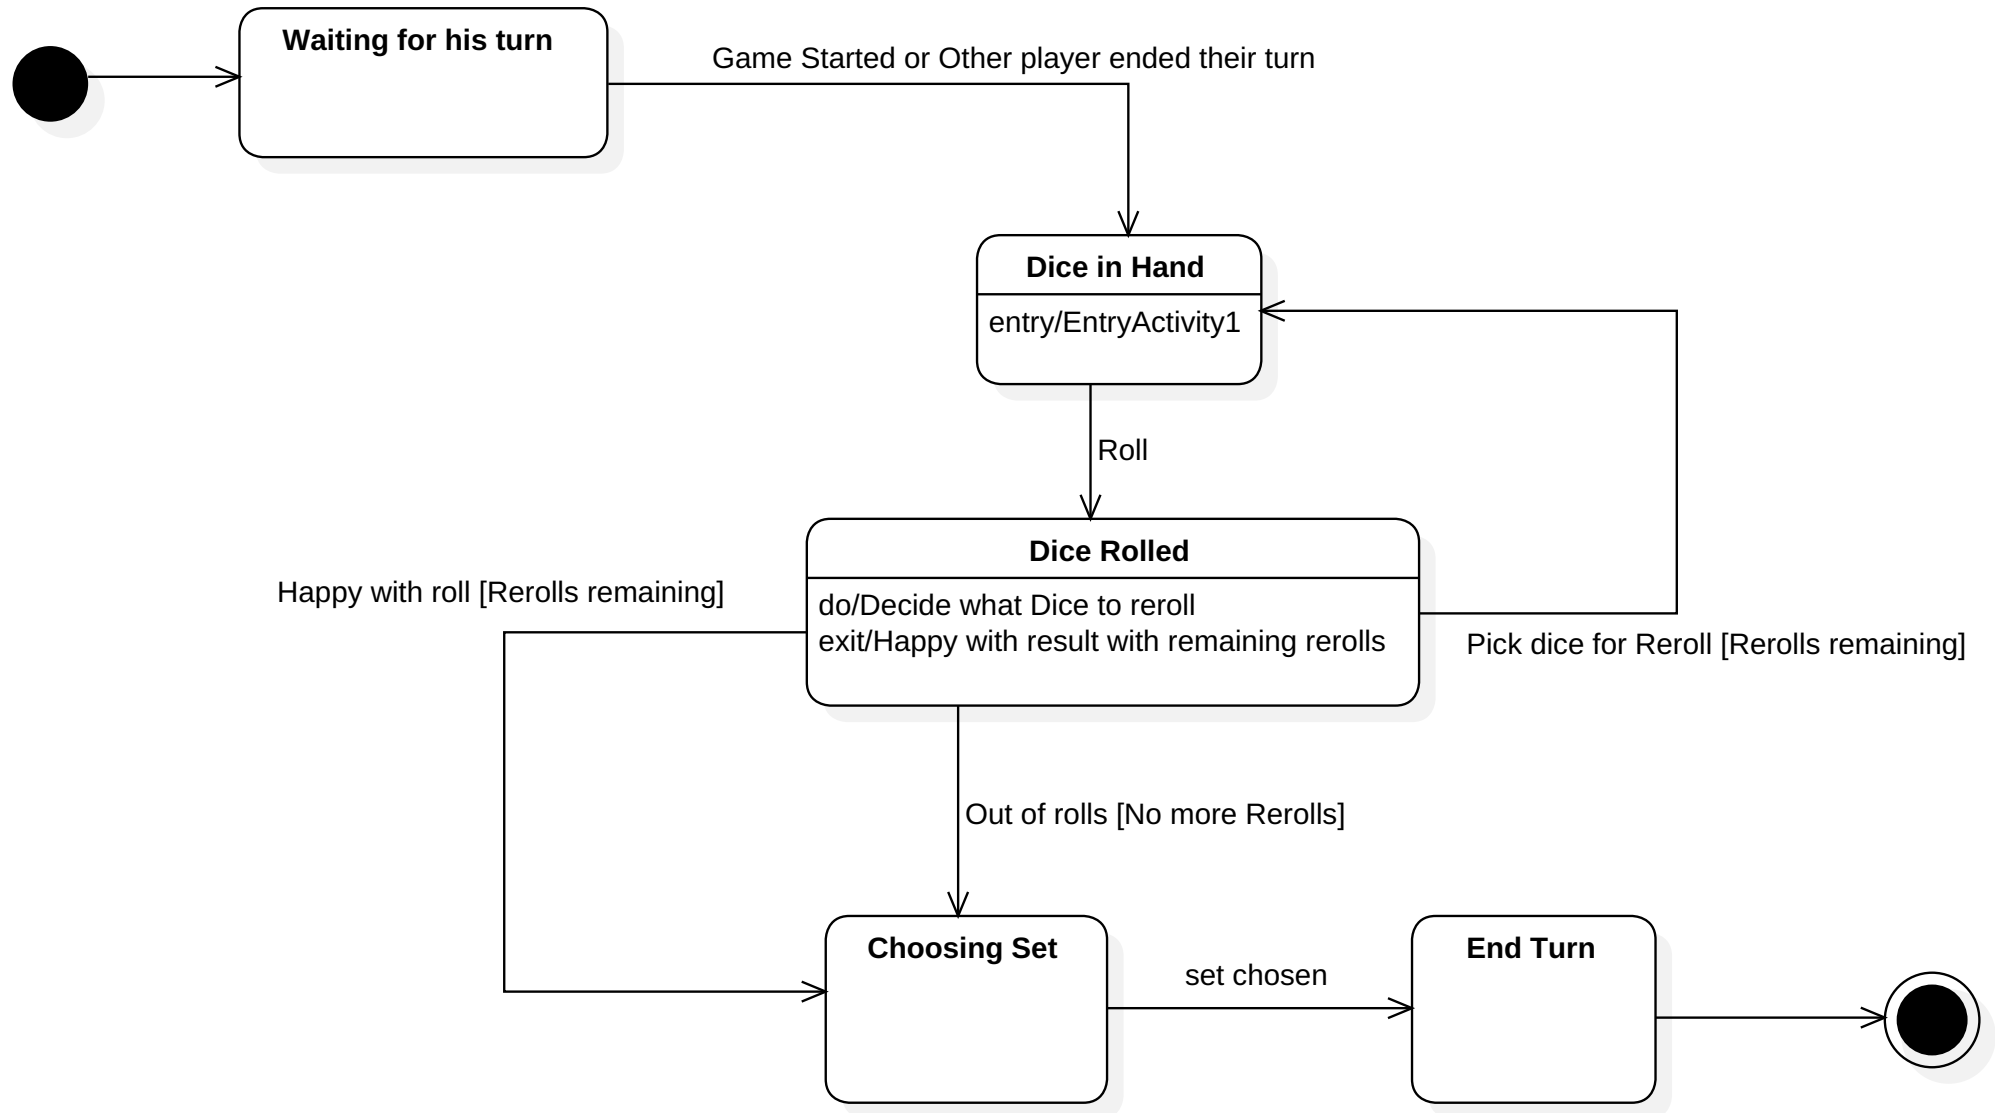 Waiting for his turn
Game Started or Other player ended their turn
Dice in Hand
entry/EntryActivity1
Roll
Dice Rolled
do/Decide what Dice to reroll
exit/Happy with result with remaining rerolls
Happy with roll [Rerolls remaining]
Pick dice for Reroll [Rerolls remaining]
Out of rolls [No more Rerolls]
Choosing Set
set chosen
End Turn